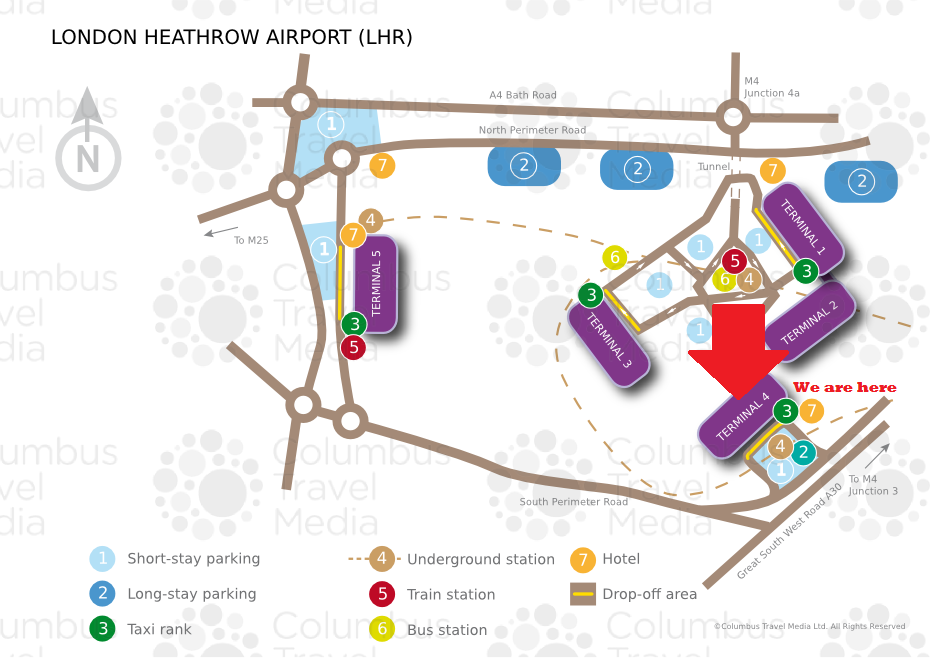 LONDON HEATHROW AIRPORT (LHR)
N
A4 Bath Road
M4
Junction 4a
North Perimeter Road
Tunnel
1
7
2
2
2
7
To M25
1
4
7
TERMINAL 5
3
5
6
1
1
1
1
5
6
4
TERMINAL 1
3
3
TERMINAL 3
TERMINAL 2
We are here
TERMINAL 4
3
7
4
2
1
To M4
Junction 3
South Perimeter Road
Great South West Road A30
1 Short-stay parking
2 Long-stay parking
3 Taxi rank
4 Underground station
5 Train station
6 Bus station
7 Hotel
Drop-off area
©Columbus Travel Media Ltd. All Rights Reserved
Columbus
Travel
Media